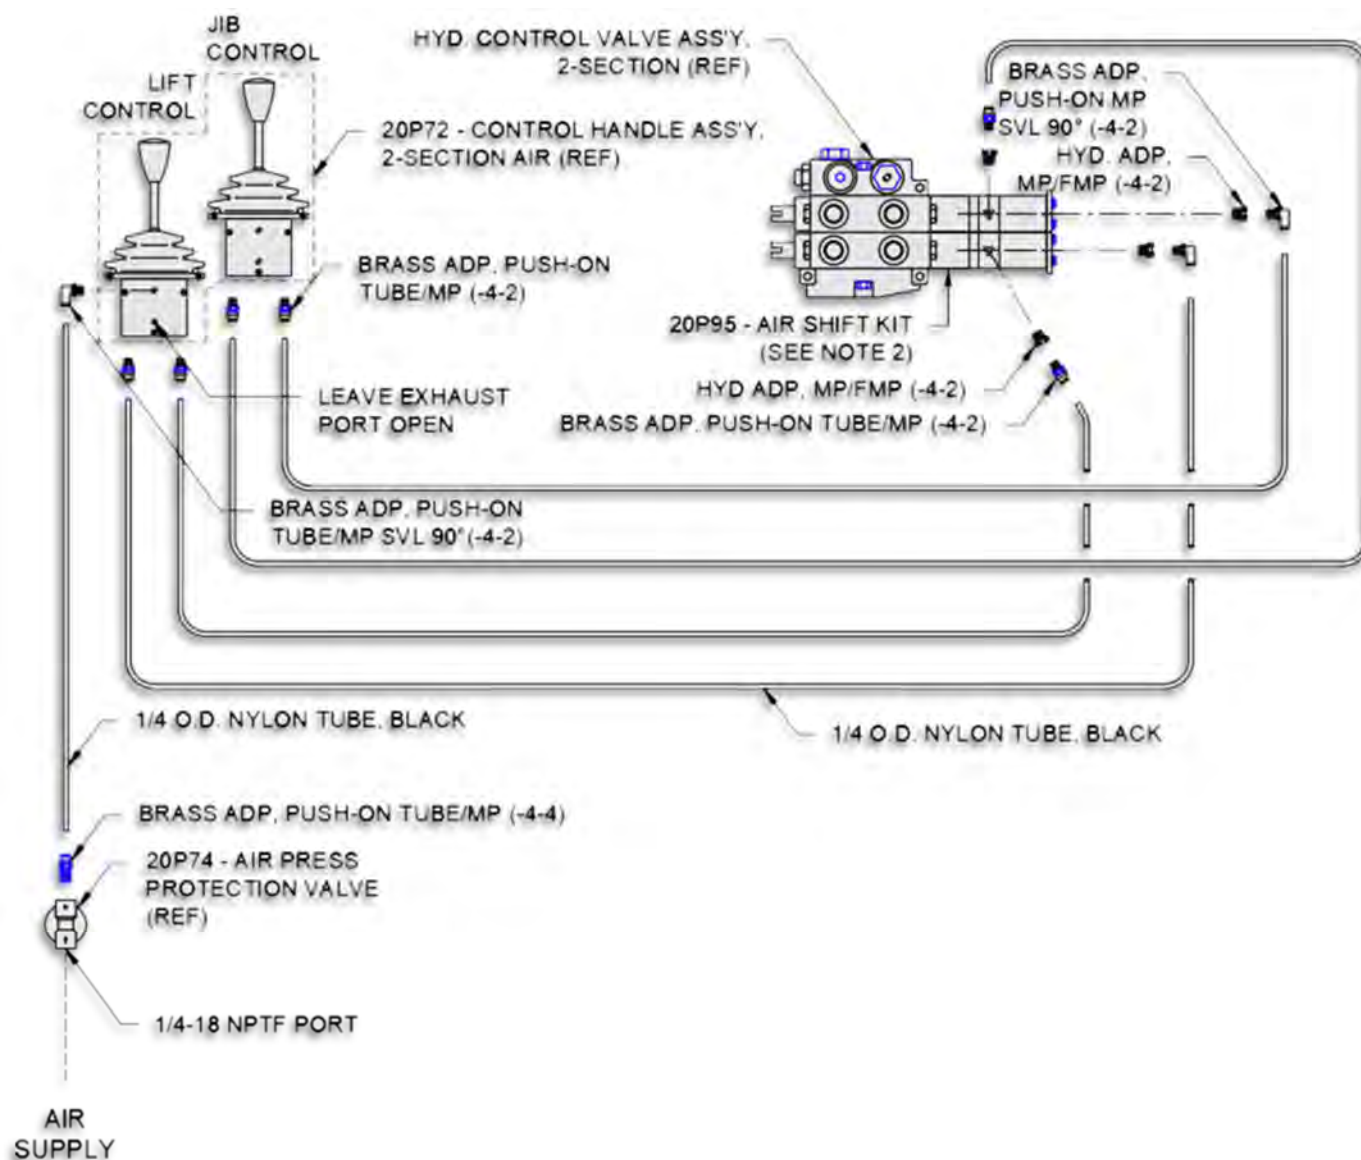 JIB
CONTROL
LIFT
CONTROL
20P72 - CONTROL HANDLE ASS'Y.
2-SECTION AIR (REF)
HYD. CONTROL VALVE ASS'Y.
2-SECTION (REF)
BRASS ADP.
PUSH-ON MP
SVL 90° (-4-2)
HYD. ADP.
MP/FMP (-4-2)
BRASS ADP. PUSH-ON
TUBE/MP (-4-2)
20P95 - AIR SHIFT KIT
(SEE NOTE 2)
HYD ADP. MP/FMP (-4-2)
BRASS ADP. PUSH-ON TUBE/MP (-4-2)
LEAVE EXHAUST
PORT OPEN
BRASS ADP. PUSH-ON
TUBE/MP SVL 90°(-4-2)
1/4 O.D. NYLON TUBE. BLACK
1/4 O.D. NYLON TUBE. BLACK
BRASS ADP. PUSH-ON TUBE/MP (-4-4)
20P74 - AIR PRESS
PROTECTION VALVE
(REF)
1/4-18 NPTF PORT
AIR
SUPPLY